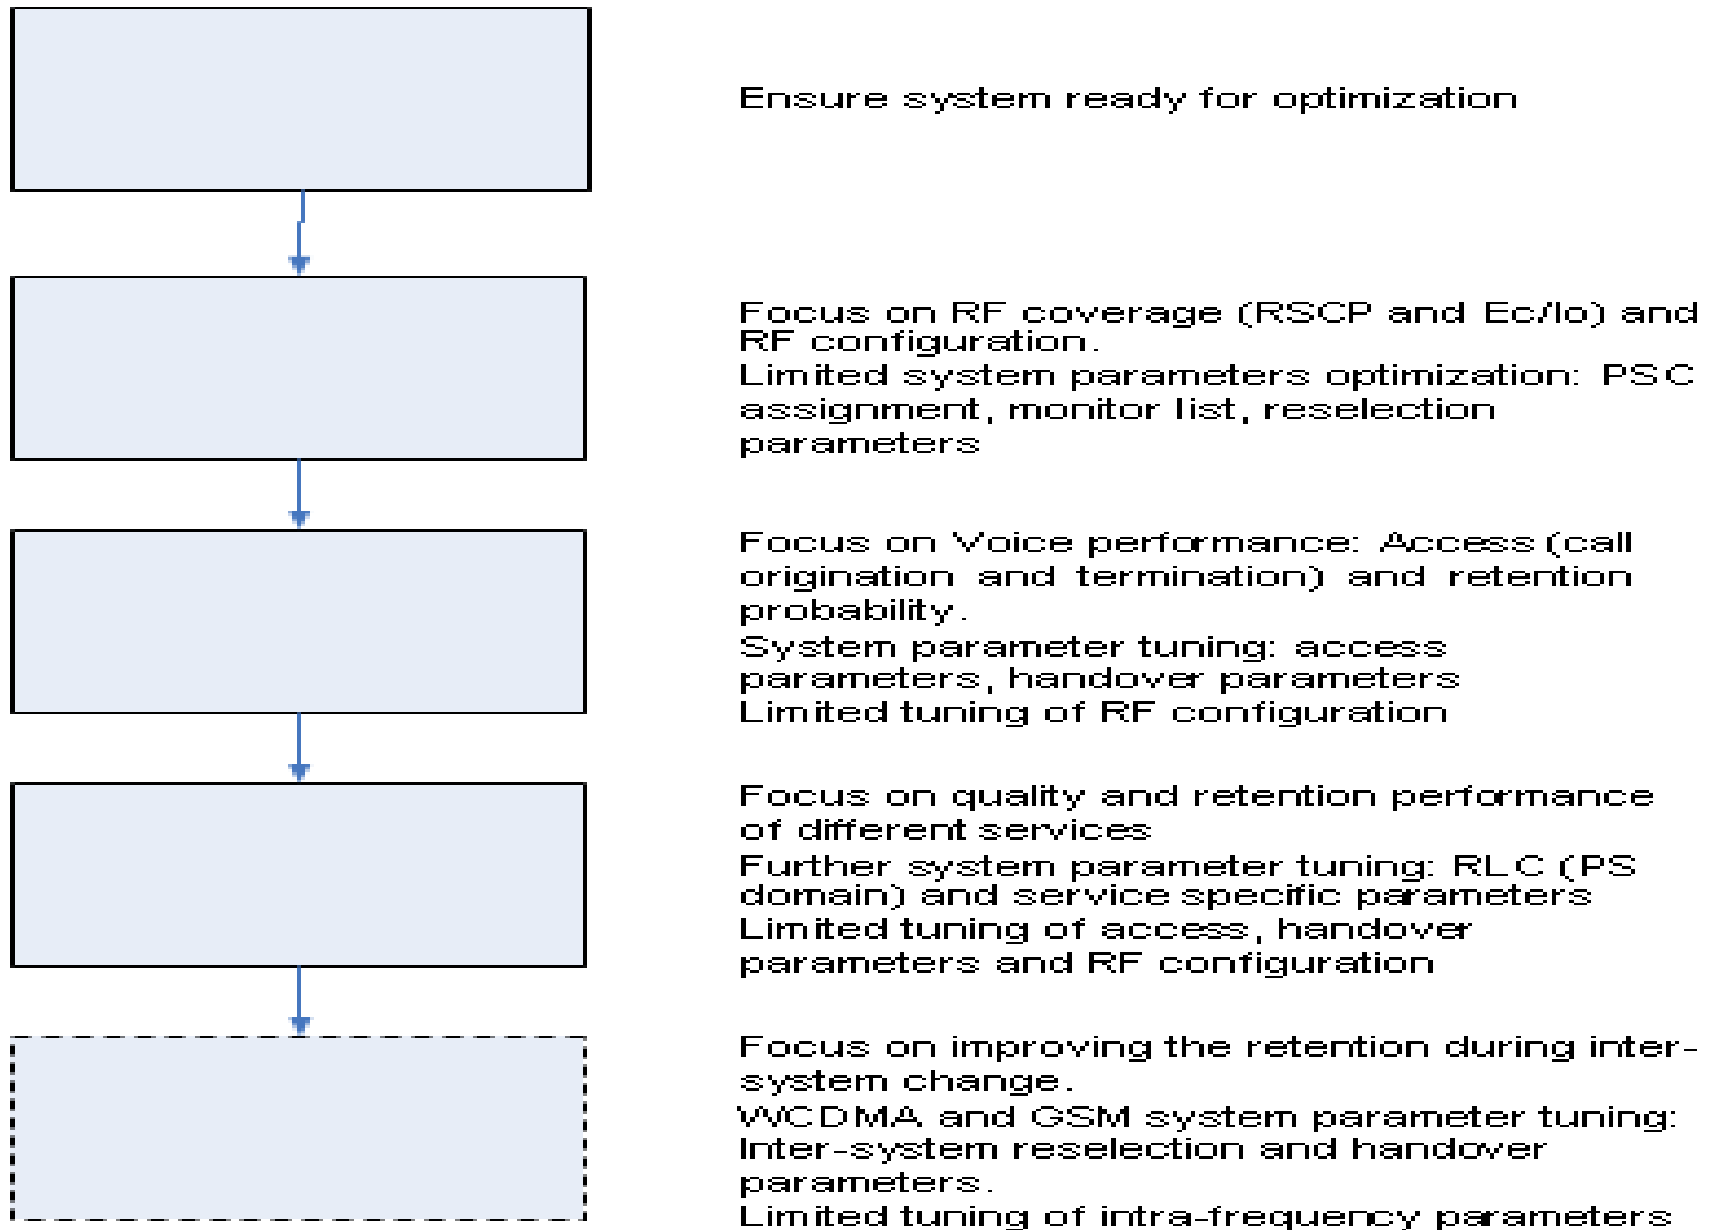 Ensure system ready for optimization
Focus on RF coverage (RSCP and Ec/Io) and
RF configuration.
Limited system parameters optimization: PSC
assignment, monitor list, reselection
parameters
Focus on Voice performance: Access (call
origination and termination) and retention
probability.
System parameter tuning: access
parameters, handover parameters
Limited tuning of RF configuration
Focus on quality and retention performance
of different services
Further system parameter tuning: RLC (PS
domain) and service specific parameters
Limited tuning of access, handover
parameters and RF configuration
Focus on improving the retention during inter-
system change.
WCDMA and GSM system parameter tuning:
Inter-system reselection and handover
parameters.
Limited tuning of intra-frequency parameters